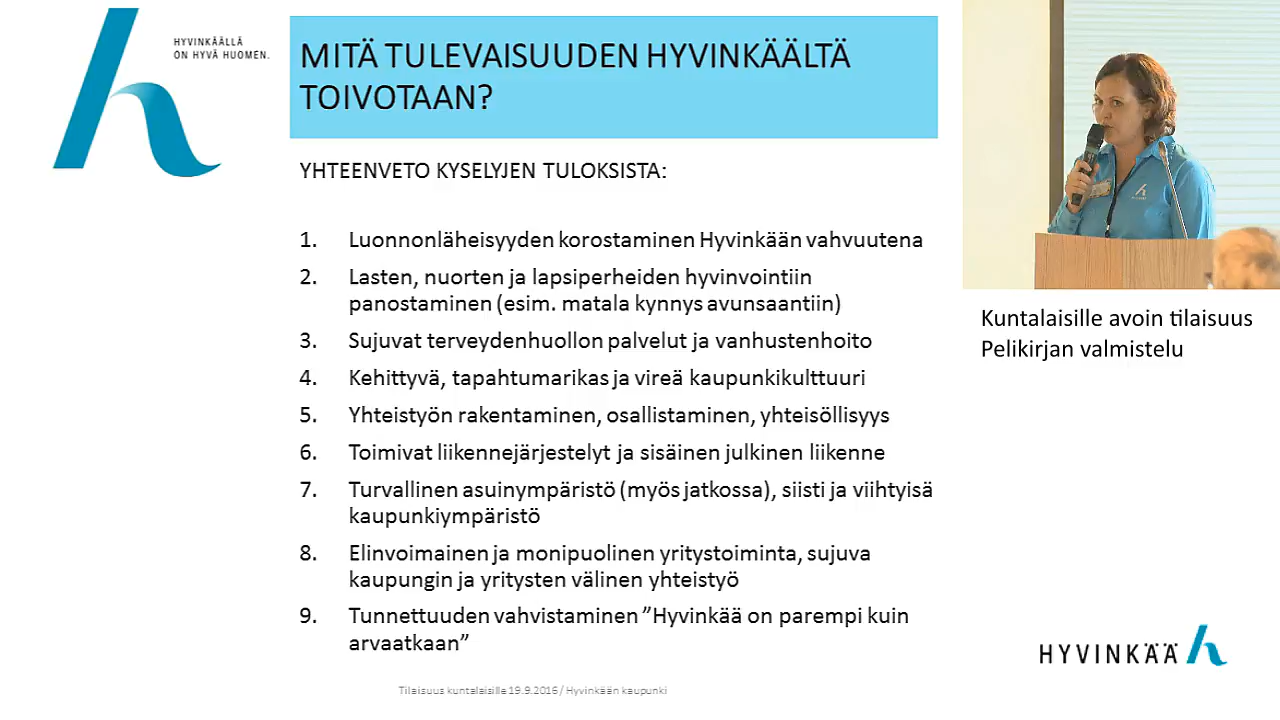 HYVINKÄÄLLÄ
ON HYVÄ HUOMEN.
MITÄ TULEVAISUUDEN HYVINKÄÄLTÄ
TOIVOTAAN?
YHTEENVETO KYSELYJEN TULOKSISTA:
1. Luonnonläheisyyden korostaminen Hyvinkään vahvuutena
2. Lasten, nuorten ja lapsiperheiden hyvinvointiin
panostaminen (esim. matala kynnys avunsaantiin)
3. Sujuvat terveydenhuollon palvelut ja vanhustenhoito
4. Kehittyvä, tapahtumarikas ja vireä kaupunkikulttuuri
5. Yhteistyön rakentaminen, osallistaminen, yhteisöllisyys
6. Toimivat liikennejärjestelyt ja sisäinen julkinen liikenne
7. Turvallinen asuinympäristö (myös jatkossa), siisti ja viihtyisä
kaupunkiympäristö
8. Elinvoimainen ja monipuolinen yritystoiminta, sujuva
kaupungin ja yritysten välinen yhteistyö
9. Tunnettuuden vahvistaminen ”Hyvinkää on parempi kuin
arvaatkaan”
Tilaisuus kuntalaisille 19.9.2016 / Hyvinkään kaupunki
Kuntalaisille avoin tilaisuus
Pelikirjan valmistelu
HYVINKÄÄ